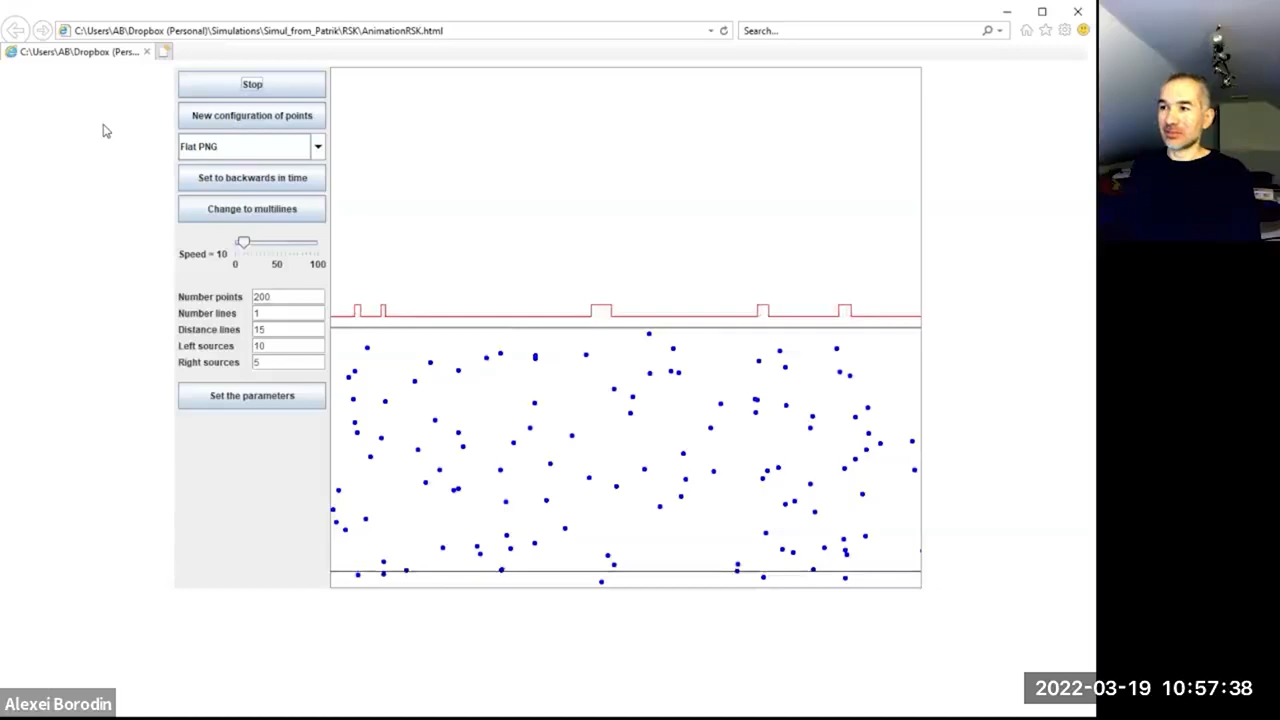 C:\Users\AB\Dropbox (Personal)\Simulations\Simul_from_Patrik\RSK\AnimationRSK.html
Search...
C:\Users\AB\Dropbox (Pers...
Stop
New configuration of points
Flat PNG
Set to backwards in time
Change to multilines
Speed = 10
0 50 100
Number points 200
Number lines 1
Distance lines 15
Left sources 10
Right sources 5
Set the parameters
Alexei Borodin
2022-03-19 10:57:38